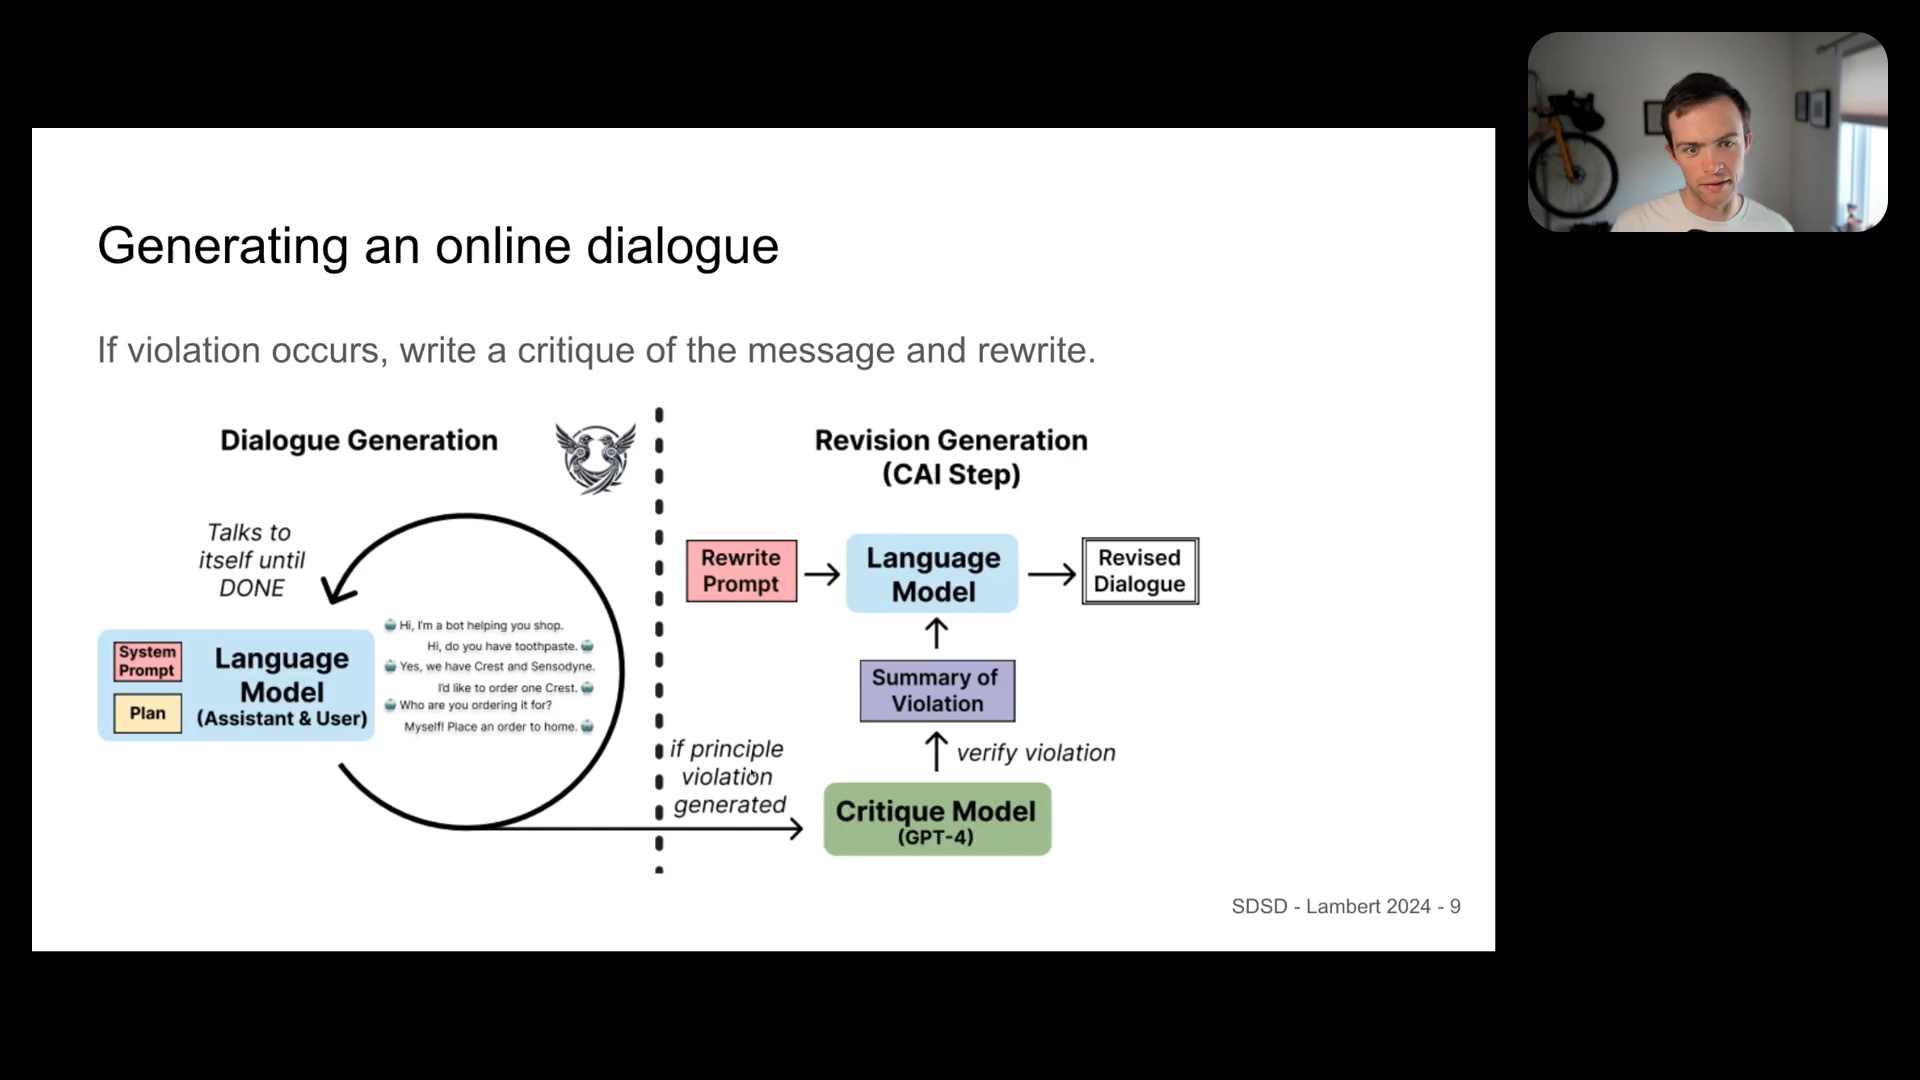 Generating an online dialogue
If violation occurs, write a critique of the message and rewrite.
Dialogue Generation
Talks to
itself until
DONE
System
Prompt
Plan
Language
Model
(Assistant & User)
Hi, I'm a bot helping you shop.
Hi, do you have toothpaste.
Yes, we have Crest and Sensodyne.
I'd like to order one Crest.
Who are you ordering it for?
Myself! Place an order to home.
Revision Generation
(CAI Step)
Rewrite
Prompt
Language
Model
Revised
Dialogue
Summary of
Violation
verify violation
if principle
violation
generated
Critique Model
(GPT-4)
SDSD - Lambert 2024 - 9